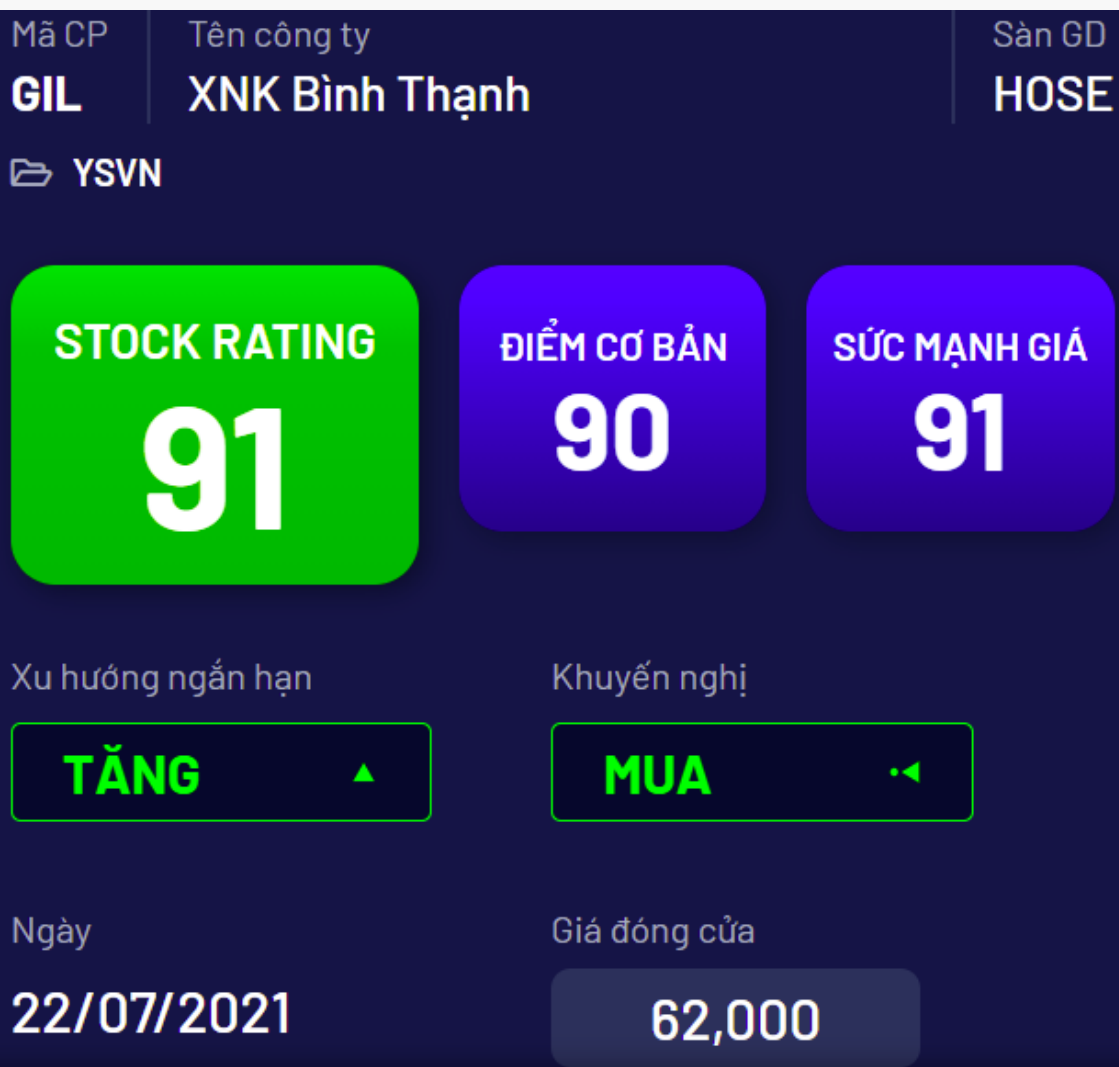 Mã CP Tên công ty Sàn GD
GIL XNK Bình Thạnh HOSE
YSVN
STOCK RATING ĐIỂM CƠ BẢN SỨC MẠNH GIÁ
91 90 91
Xu hướng ngắn hạn Khuyến nghị
TĂNG MUA
Ngày Giá đóng cửa
22/07/2021 62,000